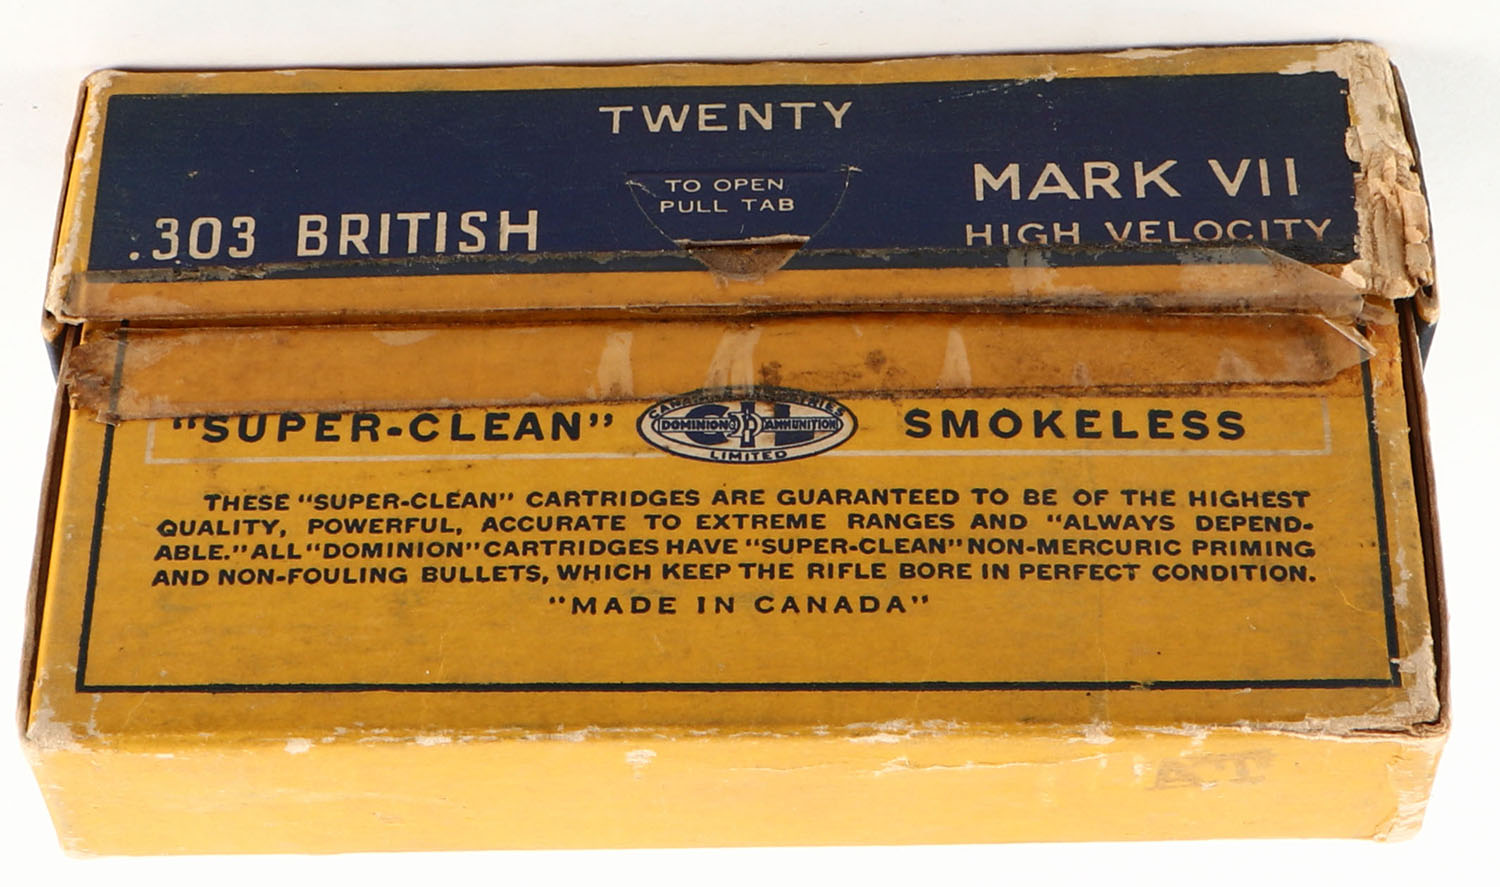 TWENTY
TO OPEN
PULL TAB
.303 BRITISH
MARK VII
HIGH VELOCITY
"SUPER-CLEAN"
CIL
DOMINION AMMUNITION
LIMITED
SMOKELESS
THESE "SUPER-CLEAN" CARTRIDGES ARE GUARANTEED TO BE OF THE HIGHEST
QUALITY, POWERFUL, ACCURATE TO EXTREME RANGES AND "ALWAYS DEPEND-
ABLE." ALL "DOMINION" CARTRIDGES HAVE "SUPER-CLEAN" NON-MERCURIC PRIMING
AND NON-FOULING BULLETS, WHICH KEEP THE RIFLE BORE IN PERFECT CONDITION.
"MADE IN CANADA"
AT